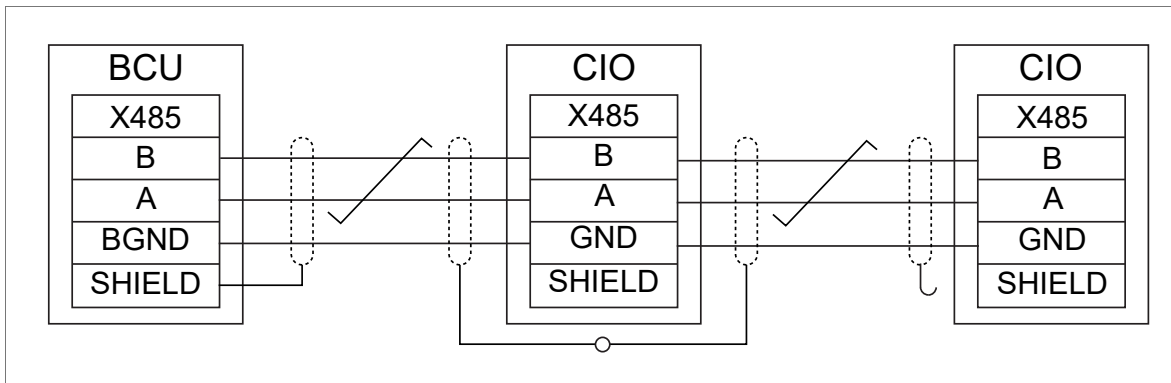 BCU
X485
B
A
BGND
SHIELD
CIO
X485
B
A
GND
SHIELD
CIO
X485
B
A
GND
SHIELD